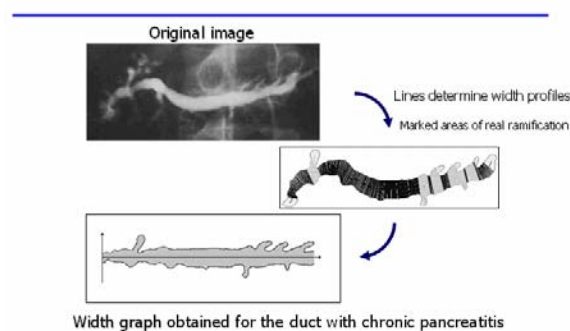 Original image
Lines determine width profiles
Marked areas of real ramification
Width graph obtained for the duct with chronic pancreatitis